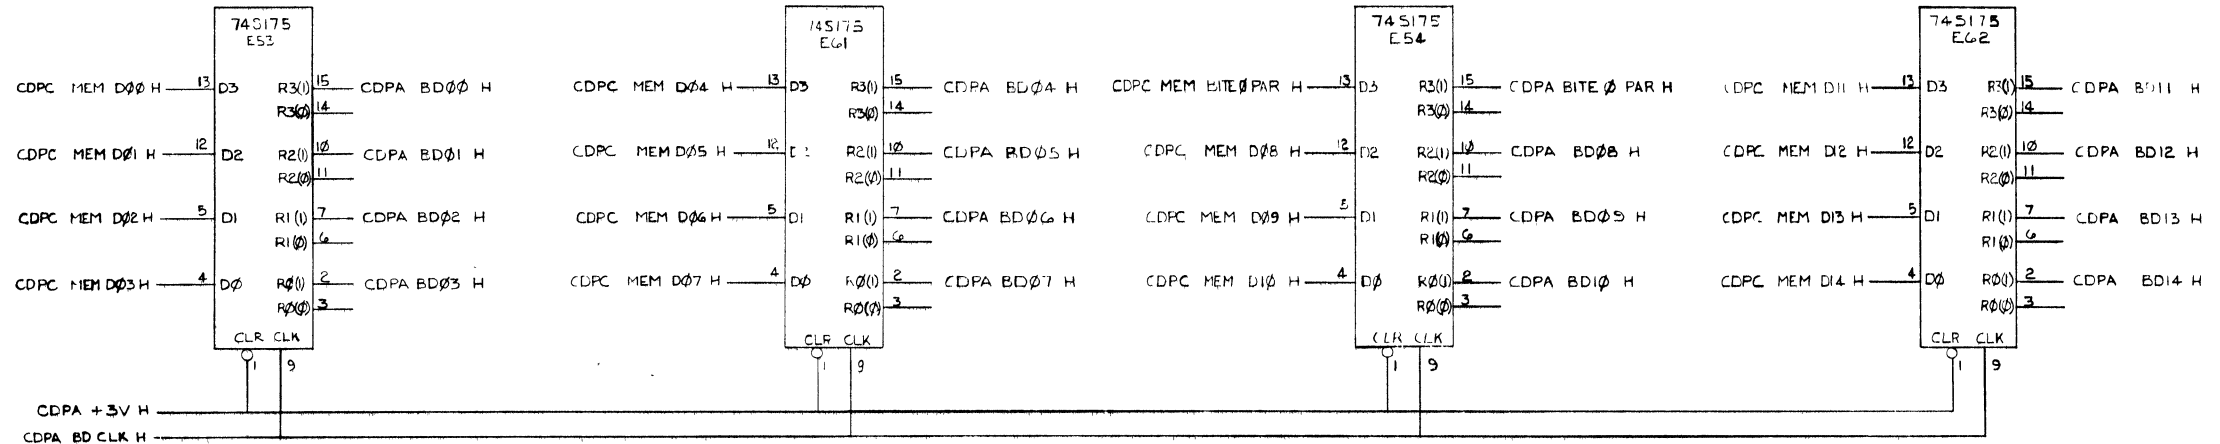 74S175 74S175 74S175 74S175
E53 E61 E54 E62
CDPC MEM DØØ H 13 D3 R3(1) 15 CDPA BDØØ H CDPC MEM DØ4 H 13 D3 R3(1) 15 CDPA BDØ4 H CDPC MEM BITEØ PAR H 13 D3 R3(1) 15 CDPA BITE Ø PAR H CDPC MEM D11 H 13 D3 R3(1) 15 CDPA BD11 H
R3(Ø) 14 R3(Ø) 14 R3(Ø) 14 R3(Ø) 14
CDPC MEM DØ1 H 12 D2 R2(1) 1Ø CDPA BDØ1 H CDPC MEM DØ5 H 12 D2 R2(1) 1Ø CDPA BDØ5 H CDPC MEM DØ8 H 12 D2 R2(1) 1Ø CDPA BDØ8 H CDPC MEM D12 H 12 D2 R2(1) 1Ø CDPA BD12 H
R2(Ø) 11 R2(Ø) 11 R2(Ø) 11 R2(Ø) 11
CDPC MEM DØ2 H 5 D1 R1(1) 7 CDPA BDØ2 H CDPC MEM DØ6 H 5 D1 R1(1) 7 CDPA BDØ6 H CDPC MEM DØ9 H 5 D1 R1(1) 7 CDPA BDØ9 H CDPC MEM D13 H 5 D1 R1(1) 7 CDPA BD13 H
R1(Ø) 6 R1(Ø) 6 R1(Ø) 6 R1(Ø) 6
CDPC MEM DØ3 H 4 DØ RØ(1) 2 CDPA BDØ3 H CDPC MEM DØ7 H 4 DØ RØ(1) 2 CDPA BDØ7 H CDPC MEM D1Ø H 4 DØ RØ(1) 2 CDPA BD1Ø H CDPC MEM D14 H 4 DØ RØ(1) 2 CDPA BD14 H
RØ(Ø) 3 RØ(Ø) 3 RØ(Ø) 3 RØ(Ø) 3
CLR CLK CLR CLK CLR CLK CLR CLK
1 9 1 9 1 9 1 9
CDPA +3V H
CDPA BD CLK H